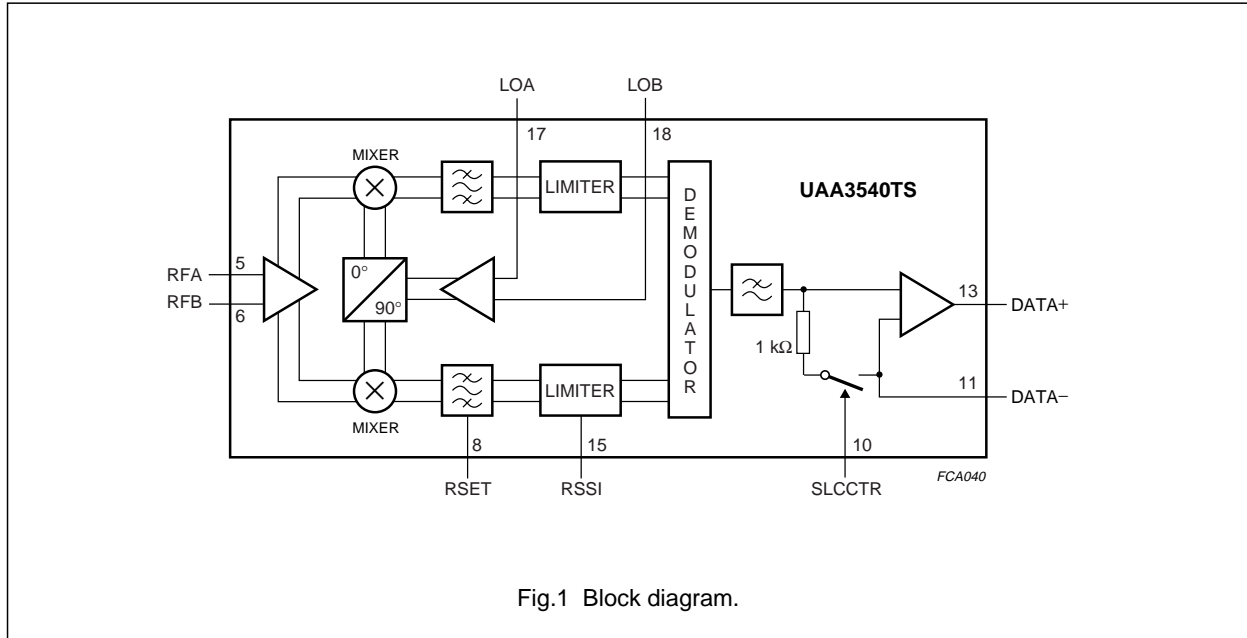 LOA LOB
17 18
MIXER
LIMITER
DEMODULATOR
UAA3540TS
RFA 5
RFB 6
0°
90°
13 DATA+
1 kΩ
11 DATA−
LIMITER
MIXER
8 15 10
FCA040
RSET RSSI SLCCTR
Fig.1 Block diagram.